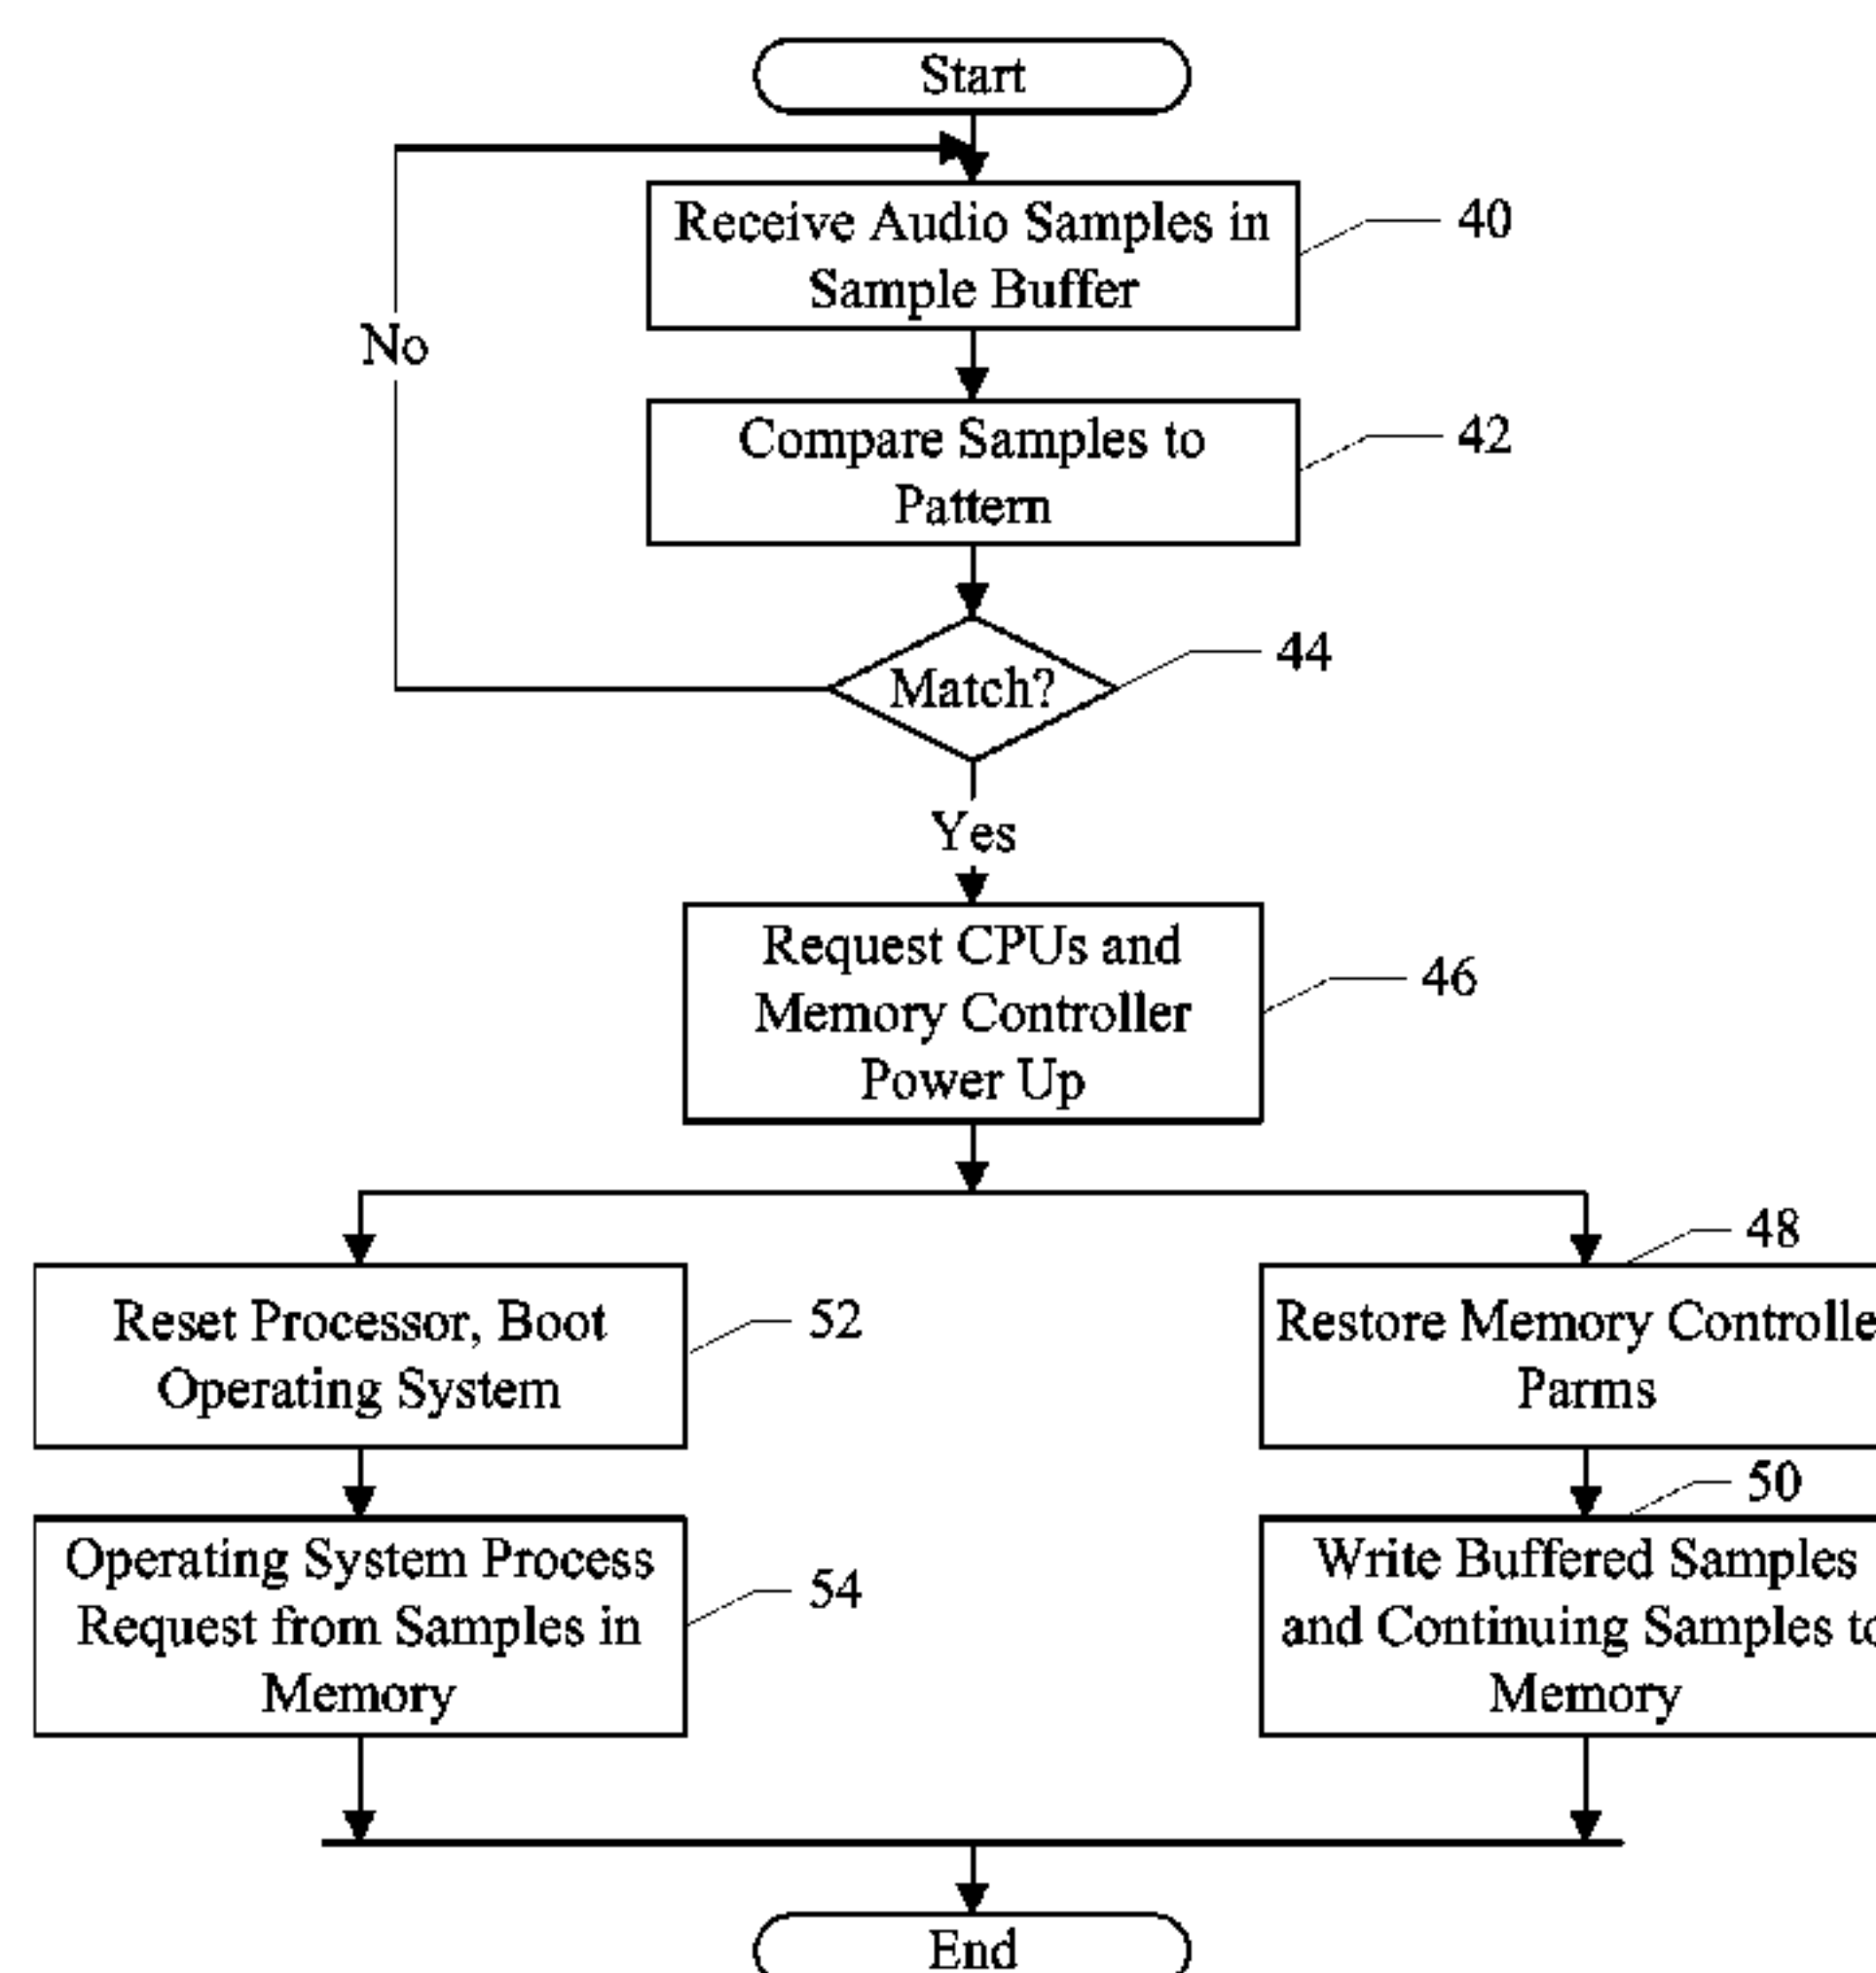 Start
Receive Audio Samples in
Sample Buffer
40
No
Compare Samples to
Pattern
42
Match?
44
Yes
Request CPUs and
Memory Controller
Power Up
46
Reset Processor, Boot
Operating System
52
48
Restore Memory Controlle
Parms
Operating System Process
Request from Samples in
Memory
54
50
Write Buffered Samples
and Continuing Samples to
Memory
End